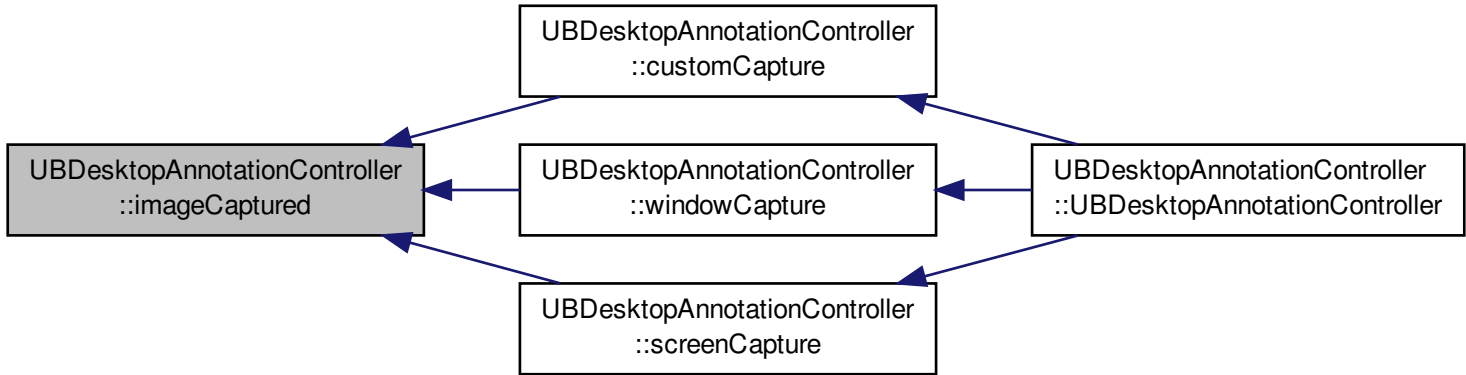 UBDesktopAnnotationController
::customCapture
UBDesktopAnnotationController
::imageCaptured
UBDesktopAnnotationController
::windowCapture
UBDesktopAnnotationController
::UBDesktopAnnotationController
UBDesktopAnnotationController
::screenCapture